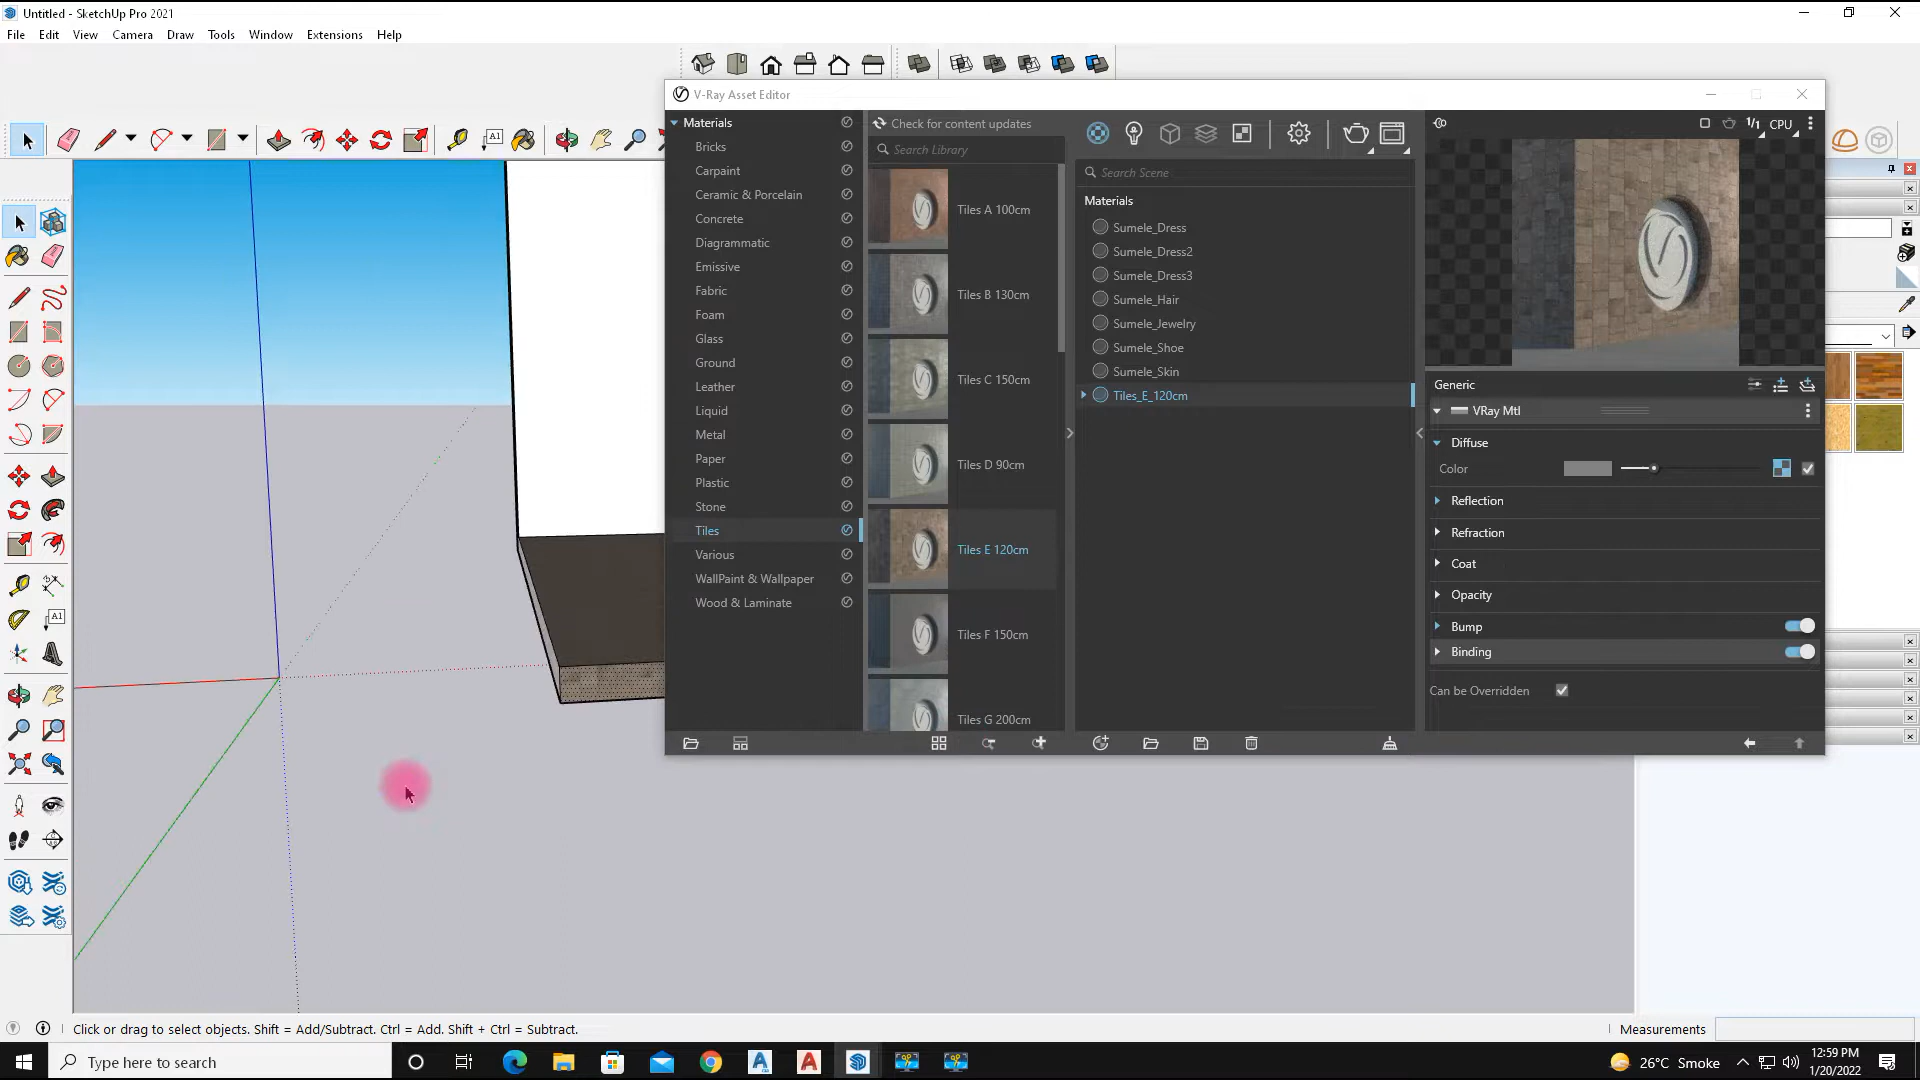 Untitled - SketchUp Pro 2021
File Edit View Camera Draw Tools Window Extensions Help
V-Ray Asset Editor
Materials
Bricks
Carpaint
Ceramic & Porcelain
Concrete
Diagrammatic
Emissive
Fabric
Foam
Glass
Ground
Leather
Liquid
Metal
Paper
Plastic
Stone
Tiles
Various
WallPaint & Wallpaper
Wood & Laminate
Check for content updates
Search Library
Tiles A 100cm
Tiles B 130cm
Tiles C 150cm
Tiles D 90cm
Tiles E 120cm
Tiles F 150cm
Tiles G 200cm
Search Scene
Materials
Sumele_Dress
Sumele_Dress2
Sumele_Dress3
Sumele_Hair
Sumele_Jewelry
Sumele_Shoe
Sumele_Skin
Tiles_E_120cm
1/1 CPU
Generic
VRay Mtl
Diffuse
Color
Reflection
Refraction
Coat
Opacity
Bump
Binding
Can be Overridden
A1
A1
Click or drag to select objects. Shift = Add/Subtract. Ctrl = Add. Shift + Ctrl = Subtract.
Measurements
Type here to search
26°C Smoke
12:59 PM
1/20/2022